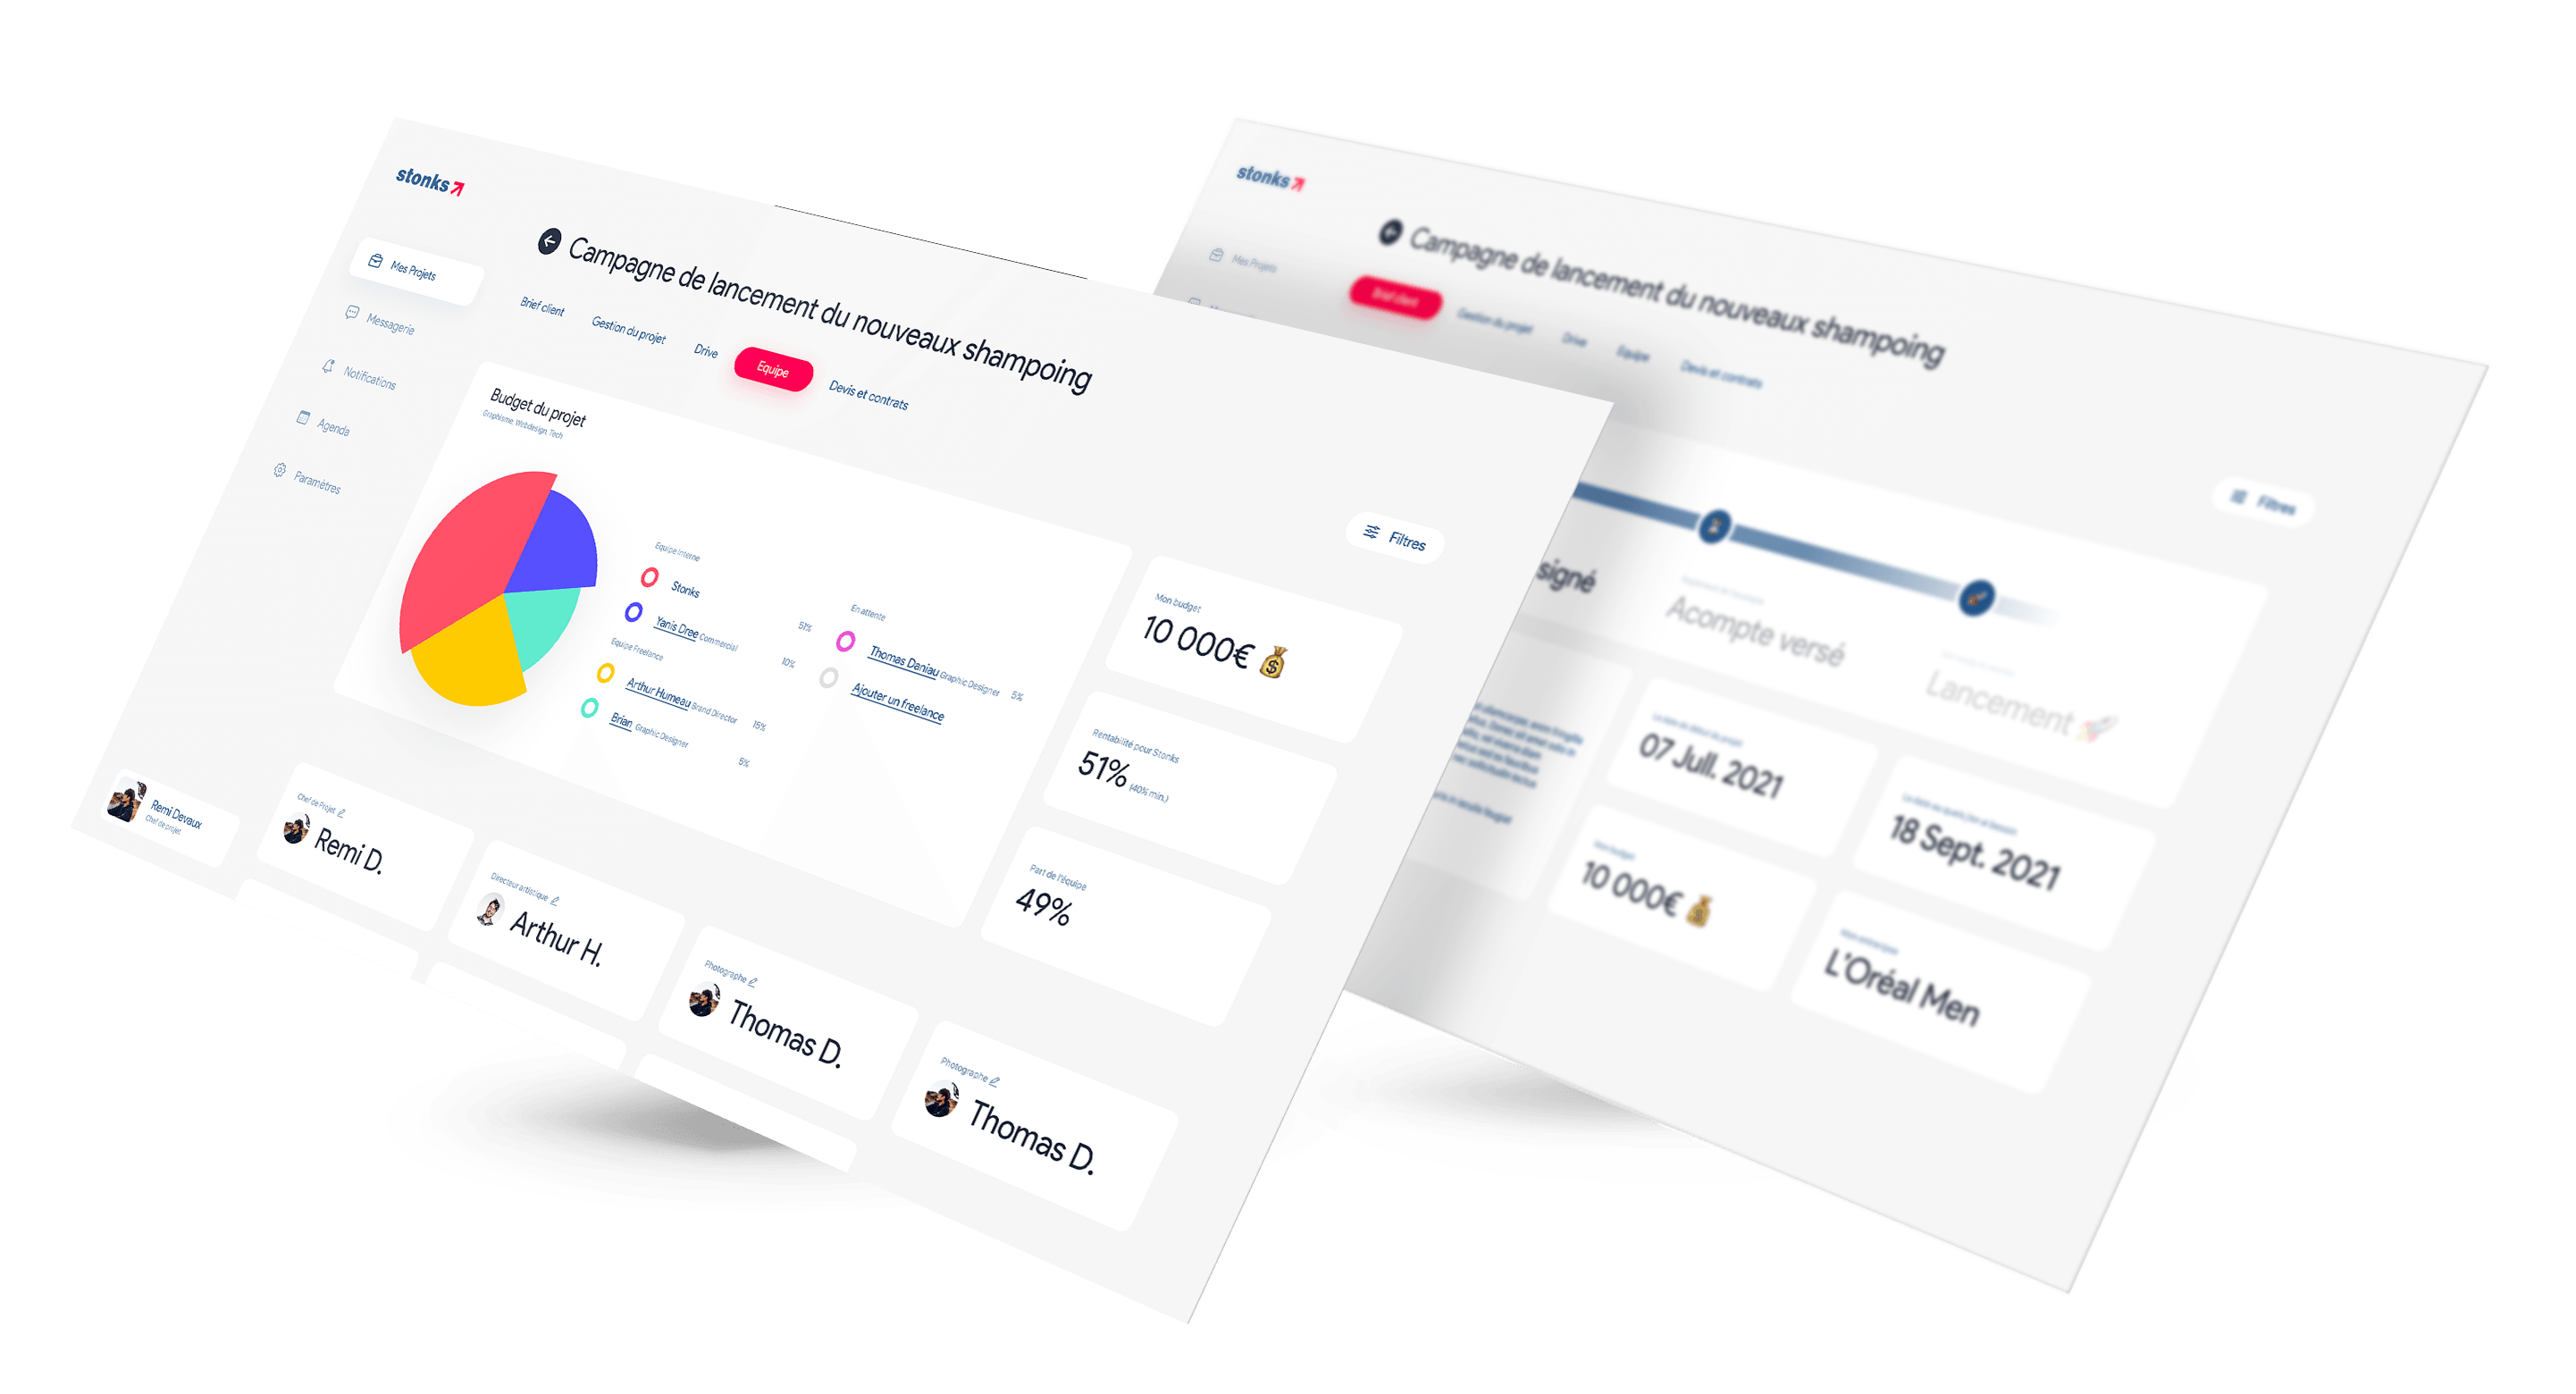 stonks
Mes Projets
Messagerie
Notifications
Agenda
Paramètres
Remi Devaux
Chef de projet
Campagne de lancement du nouveaux shampoing
Brief client
Gestion du projet
Drive
Equipe
Devis et contrats
Filtres
Budget du projet
Graphisme, Webdesign, Tech
Equipe Interne
Stonks
51%
Yanis Dree Commercial
10%
Equipe Freelance
Arthur Humeau Brand Director
15%
Brian Graphic Designer
5%
En attente
Thomas Daniau Graphic Designer
5%
Ajouter un freelance
Mon budget
10 000€ 💰
Rentabilité pour Stonks
51% (40% min.)
Part de l'équipe
49%
Chef de Projet
Remi D.
Directeur artistique
Arthur H.
Photographe
Thomas D.
Photographe
Thomas D.
stonks
Mes Projets
Campagne de lancement du nouveaux shampoing
Brief client
Gestion du projet
Drive
Equipe
Devis et contrats
Filtres
signé
Acompte versé
Lancement 🚀
07 Juil. 2021
18 Sept. 2021
Mon budget
10 000€ 💰
L'Oréal Men